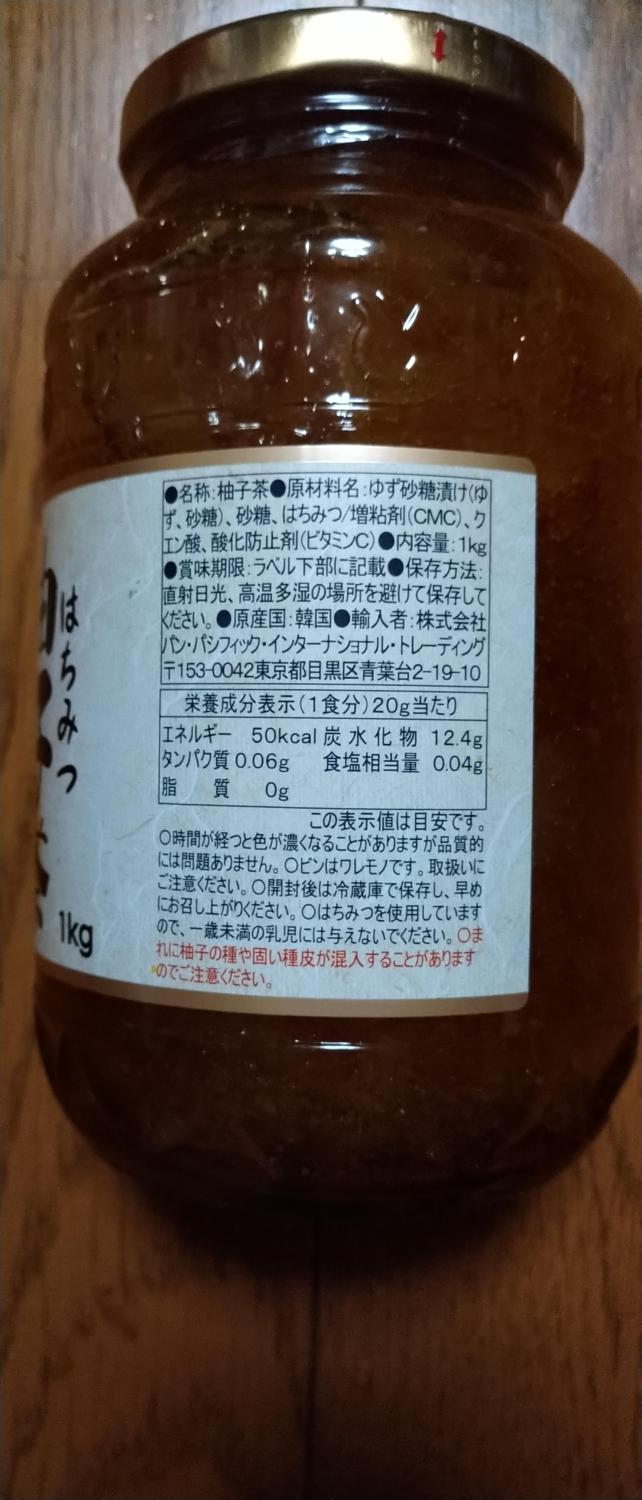 stop
●名称:柚子茶●原材料名:ゆず砂糖漬け(ゆ
ず、砂糖)、砂糖、はちみつ/増粘剤(CMC)、ク
エン酸、酸化防止剤(ビタミンC)●内容量:1kg
●賞味期限:ラベル下部に記載●保存方法:
直射日光、高温多湿の場所を避けて保存して
ください。●原産国:韓国●輸入者:株式会社
パン・パシフィック・インターナショナル・トレーディング
〒153-0042東京都目黒区青葉台2-19-10
栄養成分表示(1食分)20g当たり
エネルギー 50kcal 炭水化物 12.4g
タンパク質 0.06g 食塩相当量 0.04g
脂質 0g
この表示値は目安です。
○時間が経つと色が濃くなることがありますが品質的
には問題ありません。○ビンはワレモノです。取扱いに
ご注意ください。○開封後は冷蔵庫で保存し、早め
にお召し上がりください。○はちみつを使用しています
ので、一歳未満の乳児には与えないでください。○ま
れに柚子の種や固い種皮が混入することがあります
のでご注意ください。
はちみつ
1kg